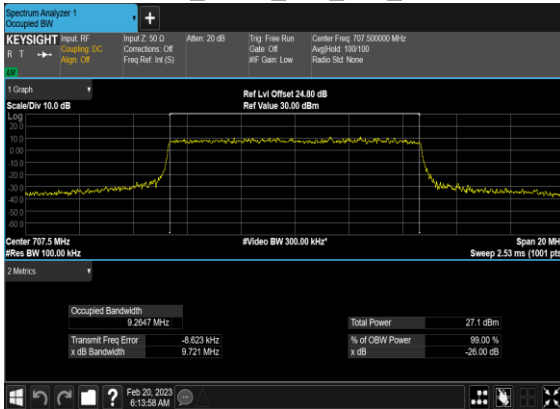 Spectrum Analyzer 1
Occupied BW
KEYSIGHT
R T
LXI
Input: RF
Coupling: DC
Align: Off
Input Z: 50 Ω
Corrections: Off
Freq Ref: Int (S)
Atten: 20 dB
Trig: Free Run
Gate: Off
#IF Gain: Low
Center Freq: 707.500000 MHz
Avg|Hold: 100/100
Radio Std: None
1 Graph
Scale/Div 10.0 dB
Ref Lvl Offset 24.80 dB
Ref Value 30.00 dBm
Log
20.0
10.0
0.00
-10.0
-20.0
-30.0
-40.0
-50.0
-60.0
Center 707.5 MHz
#Video BW 300.00 kHz*
Span 20 MH
#Res BW 100.00 kHz
Sweep 2.53 ms (1001 pts
2 Metrics
Occupied Bandwidth
9.2647 MHz
Total Power 27.1 dBm
Transmit Freq Error -8.623 kHz
% of OBW Power 99.00 %
x dB Bandwidth 9.721 MHz
x dB -26.00 dB
?
Feb 20, 2023
6:13:58 AM